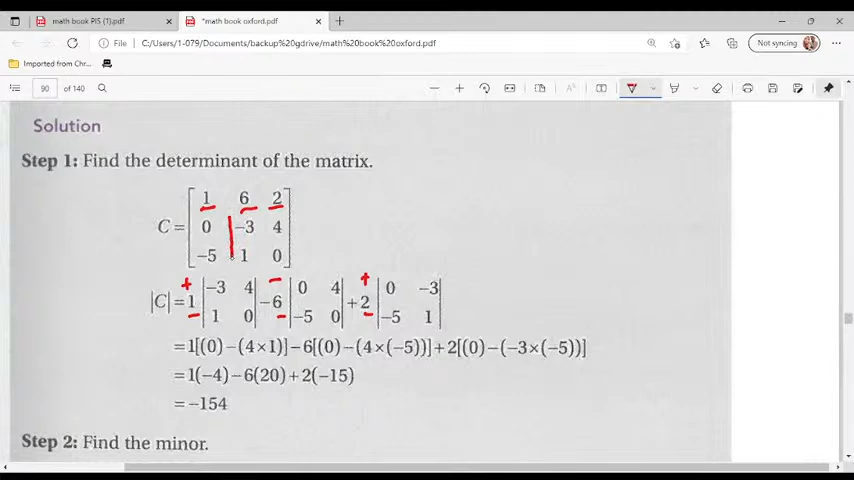 math book PIS (1).pdf × *math book oxford.pdf × +
File C:/Users/1-079/Documents/backup%20gdrive/math%20book%20oxford.pdf Not syncing
Imported from Chr...
90 of 140
Solution
Step 1: Find the determinant of the matrix.
1 6 2
C = 0 −3 4
−5 1 0
+ − +
|C| = 1 |−3 4| −6 |0 4| +2 |0 −3|
|1 0| |−5 0| |−5 1|
= 1[(0) − (4 × 1)] − 6[(0) − (4 × (−5))] + 2[(0) − (−3 × (−5))]
= 1(−4) − 6(20) + 2(−15)
= −154
Step 2: Find the minor.